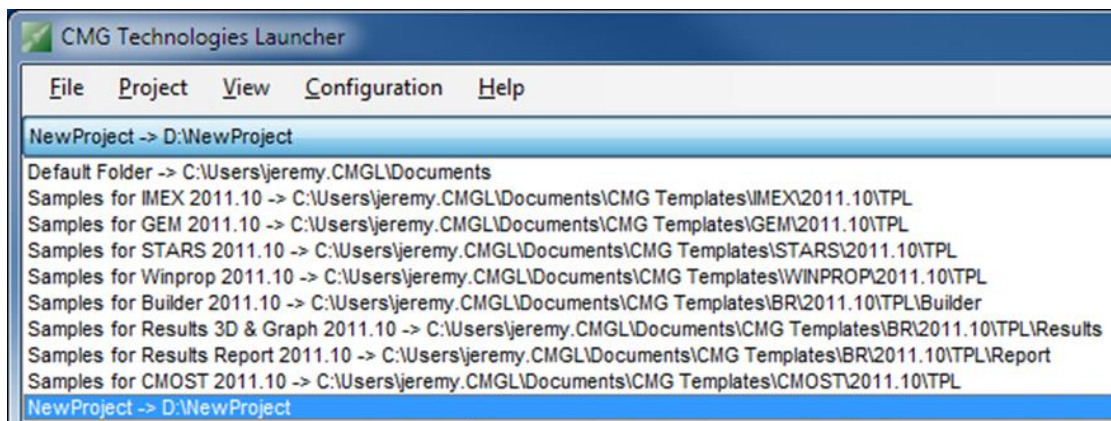 CMG Technologies Launcher
File Project View Configuration Help
NewProject -> D:\NewProject
Default Folder -> C:\Users\jeremy.CMGL\Documents
Samples for IMEX 2011.10 -> C:\Users\jeremy.CMGL\Documents\CMG Templates\IMEX\2011.10\TPL
Samples for GEM 2011.10 -> C:\Users\jeremy.CMGL\Documents\CMG Templates\GEM\2011.10\TPL
Samples for STARS 2011.10 -> C:\Users\jeremy.CMGL\Documents\CMG Templates\STARS\2011.10\TPL
Samples for Winprop 2011.10 -> C:\Users\jeremy.CMGL\Documents\CMG Templates\WINPROP\2011.10\TPL
Samples for Builder 2011.10 -> C:\Users\jeremy.CMGL\Documents\CMG Templates\BR\2011.10\TPL\Builder
Samples for Results 3D & Graph 2011.10 -> C:\Users\jeremy.CMGL\Documents\CMG Templates\BR\2011.10\TPL\Results
Samples for Results Report 2011.10 -> C:\Users\jeremy.CMGL\Documents\CMG Templates\BR\2011.10\TPL\Report
Samples for CMOST 2011.10 -> C:\Users\jeremy.CMGL\Documents\CMG Templates\CMOST\2011.10\TPL
NewProject -> D:\NewProject